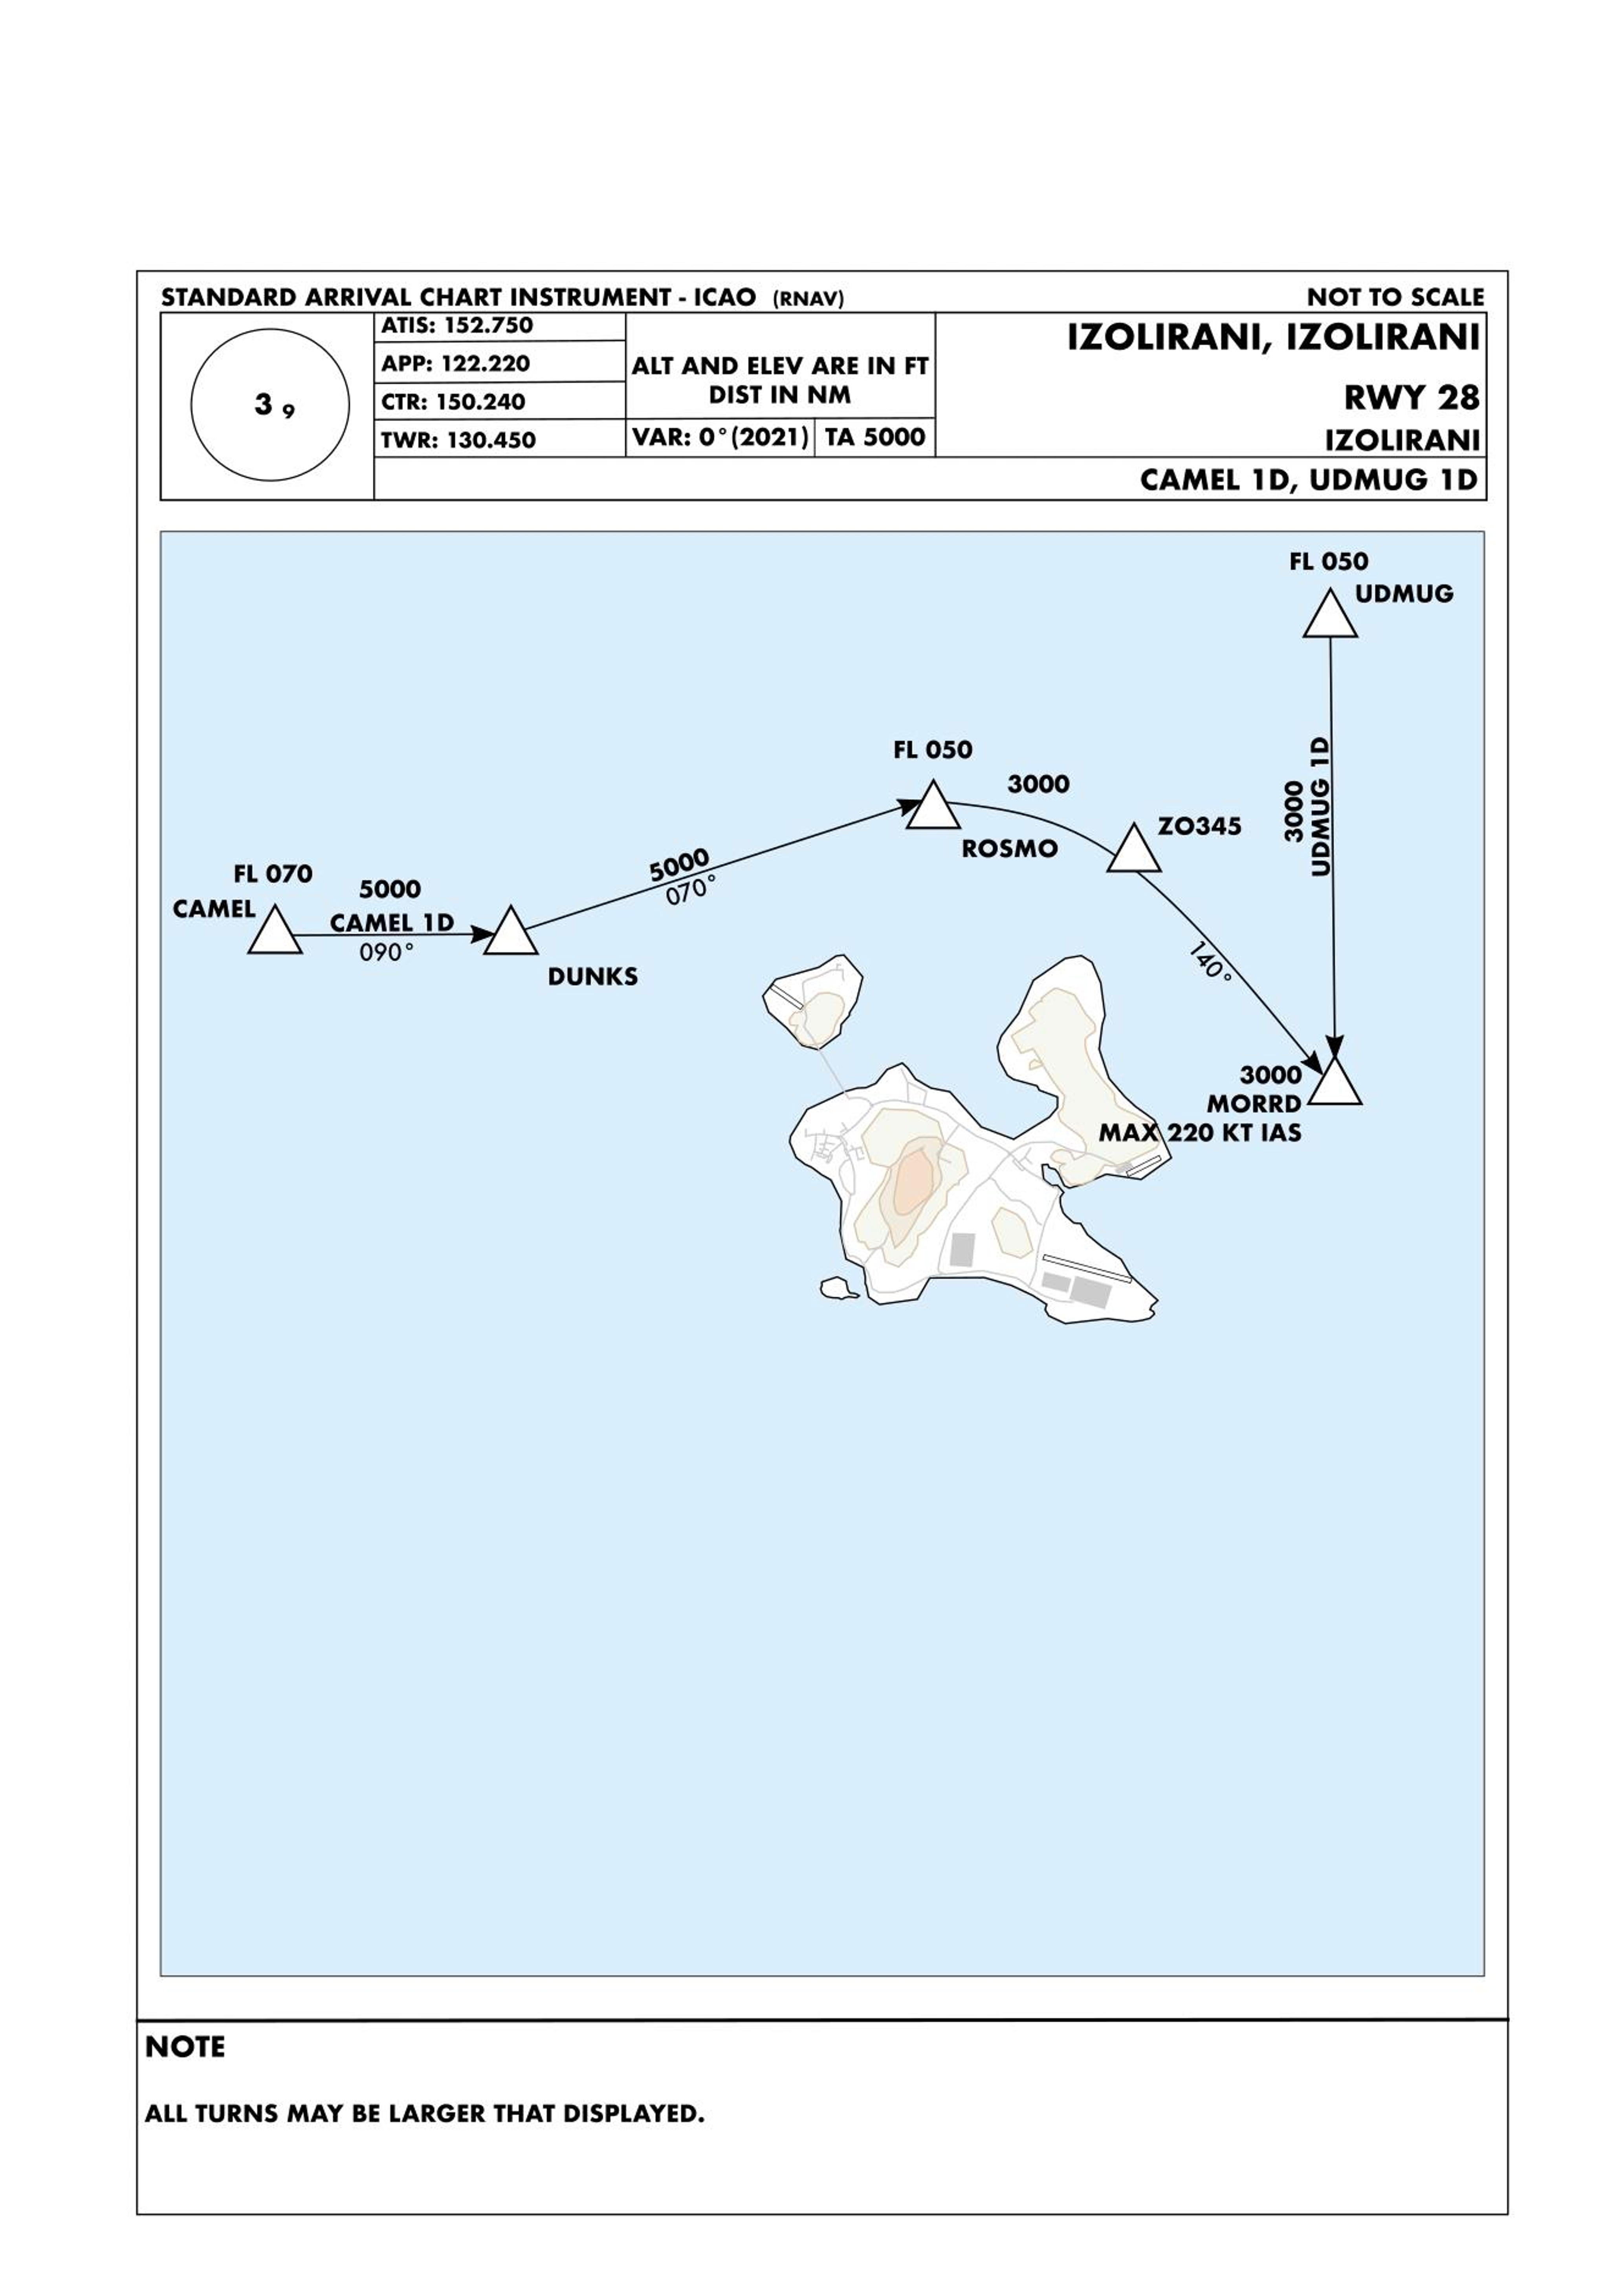 STANDARD ARRIVAL CHART INSTRUMENT - ICAO (RNAV)
NOT TO SCALE
3 9
ATIS: 152.750
APP: 122.220
CTR: 150.240
TWR: 130.450
ALT AND ELEV ARE IN FT
DIST IN NM
VAR: 0°(2021)
TA 5000
IZOLIRANI, IZOLIRANI
RWY 28
IZOLIRANI
CAMEL 1D, UDMUG 1D
FL 050
UDMUG
3000
UDMUG 1D
FL 050
3000
ROSMO
ZO345
5000
070°
FL 070
CAMEL
5000
CAMEL 1D
090°
DUNKS
140°
3000
MORRD
MAX 220 KT IAS
NOTE
ALL TURNS MAY BE LARGER THAT DISPLAYED.